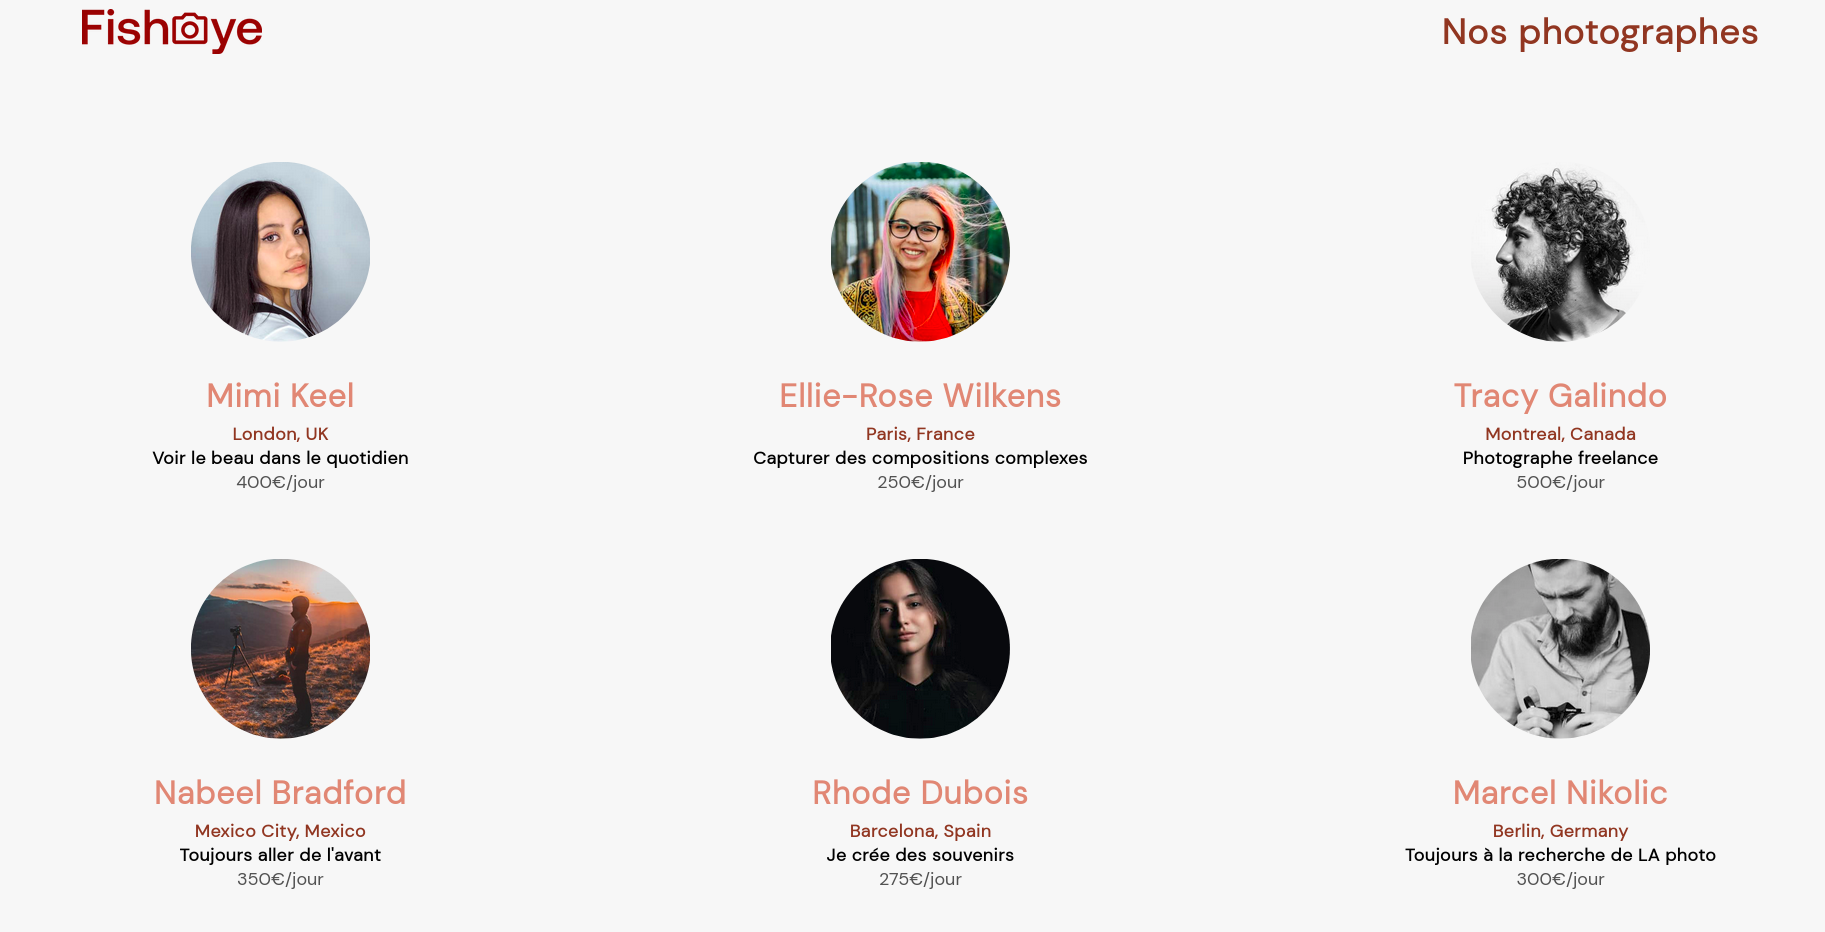 FishEye
Nos photographes
Mimi Keel
London, UK
Voir le beau dans le quotidien
400€/jour
Ellie-Rose Wilkens
Paris, France
Capturer des compositions complexes
250€/jour
Tracy Galindo
Montreal, Canada
Photographe freelance
500€/jour
Nabeel Bradford
Mexico City, Mexico
Toujours aller de l'avant
350€/jour
Rhode Dubois
Barcelona, Spain
Je crée des souvenirs
275€/jour
Marcel Nikolic
Berlin, Germany
Toujours à la recherche de LA photo
300€/jour